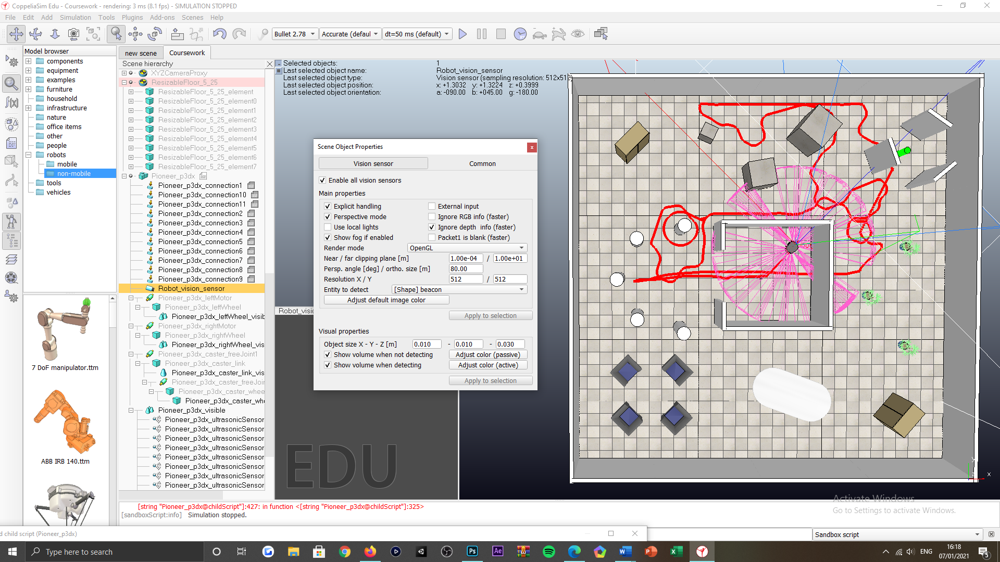 CoppeliaSim Edu - Coursework - rendering: 3 ms (8.1 fps) - SIMULATION STOPPED
File Edit Add Simulation Tools Plugins Add-ons Scenes Help
Bullet 2.78 Accurate (defaul dt=50 ms (default)
Model browser
components
equipment
examples
furniture
household
infrastructure
nature
office items
other
people
robots
mobile
non-mobile
tools
vehicles
7 DoF manipulator.ttm
ABB IRB 140.ttm
new scene Coursework
Scene hierarchy
XYZCameraProxy
ResizableFloor_5_25
ResizableFloor_5_25_element
ResizableFloor_5_25_element0
ResizableFloor_5_25_element1
ResizableFloor_5_25_element2
ResizableFloor_5_25_element3
ResizableFloor_5_25_element4
ResizableFloor_5_25_element5
ResizableFloor_5_25_element6
ResizableFloor_5_25_element7
Pioneer_p3dx
Pioneer_p3dx_connection1
Pioneer_p3dx_connection10
Pioneer_p3dx_connection11
Pioneer_p3dx_connection2
Pioneer_p3dx_connection3
Pioneer_p3dx_connection4
Pioneer_p3dx_connection5
Pioneer_p3dx_connection6
Pioneer_p3dx_connection7
Pioneer_p3dx_connection8
Pioneer_p3dx_connection9
Robot_vision_sensor
Pioneer_p3dx_leftMotor
Pioneer_p3dx_leftWheel
Pioneer_p3dx_leftWheel_visib
Pioneer_p3dx_rightMotor
Pioneer_p3dx_rightWheel
Pioneer_p3dx_rightWheel_vis
Pioneer_p3dx_caster_freeJoint1
Pioneer_p3dx_caster_link
Pioneer_p3dx_caster_link_vis
Pioneer_p3dx_caster_freeJoin
Pioneer_p3dx_caster_whee
Pioneer_p3dx_caster_whe
Pioneer_p3dx_visible
Pioneer_p3dx_ultrasonicSensor
Pioneer_p3dx_ultrasonicSensor
Pioneer_p3dx_ultrasonicSensor
Pioneer_p3dx_ultrasonicSensor
Pioneer_p3dx_ultrasonicSensor
Pioneer_p3dx_ultrasonicSensor
Pioneer_p3dx_ultrasonicSensor
Pioneer_p3dx_ultrasonicSensor
Selected objects: 1
Last selected object name: Robot_vision_sensor
Last selected object type: Vision sensor (sampling resolution: 512x512)
Last selected object position: x: +1.3032 y: +1.3224 z: +0.3999
Last selected object orientation: a: -090.00 b: +045.00 g: -180.00
Robot_visio
EDU
Scene Object Properties
x
Vision sensor Common
Enable all vision sensors
Main properties
Explicit handling External input
Perspective mode Ignore RGB info (faster)
Use local lights Ignore depth info (faster)
Show fog if enabled Packet1 is blank (faster)
Render mode OpenGL
Near / far clipping plane [m] 1.00e-04 / 1.00e+01
Persp. angle [deg] / ortho. size [m] 80.00
Resolution X / Y 512 / 512
Entity to detect [Shape] beacon
Adjust default image color
Apply to selection
Visual properties
Object size X - Y - Z [m] 0.010 - 0.010 - 0.030
Show volume when not detecting Adjust color (passive)
Show volume when detecting Adjust color (active)
Apply to selection
y
z
x
Activate Windows
Go to Settings to activate Windows.
[string "Pioneer_p3dx@childScript"]:427: in function <[string "Pioneer_p3dx@childScript"]:325>
[sandboxScript:info] Simulation stopped.
d child script (Pioneer_p3dx)
Sandbox script
Type here to search
Ps
Ae
ENG
16:18
07/01/2021
5